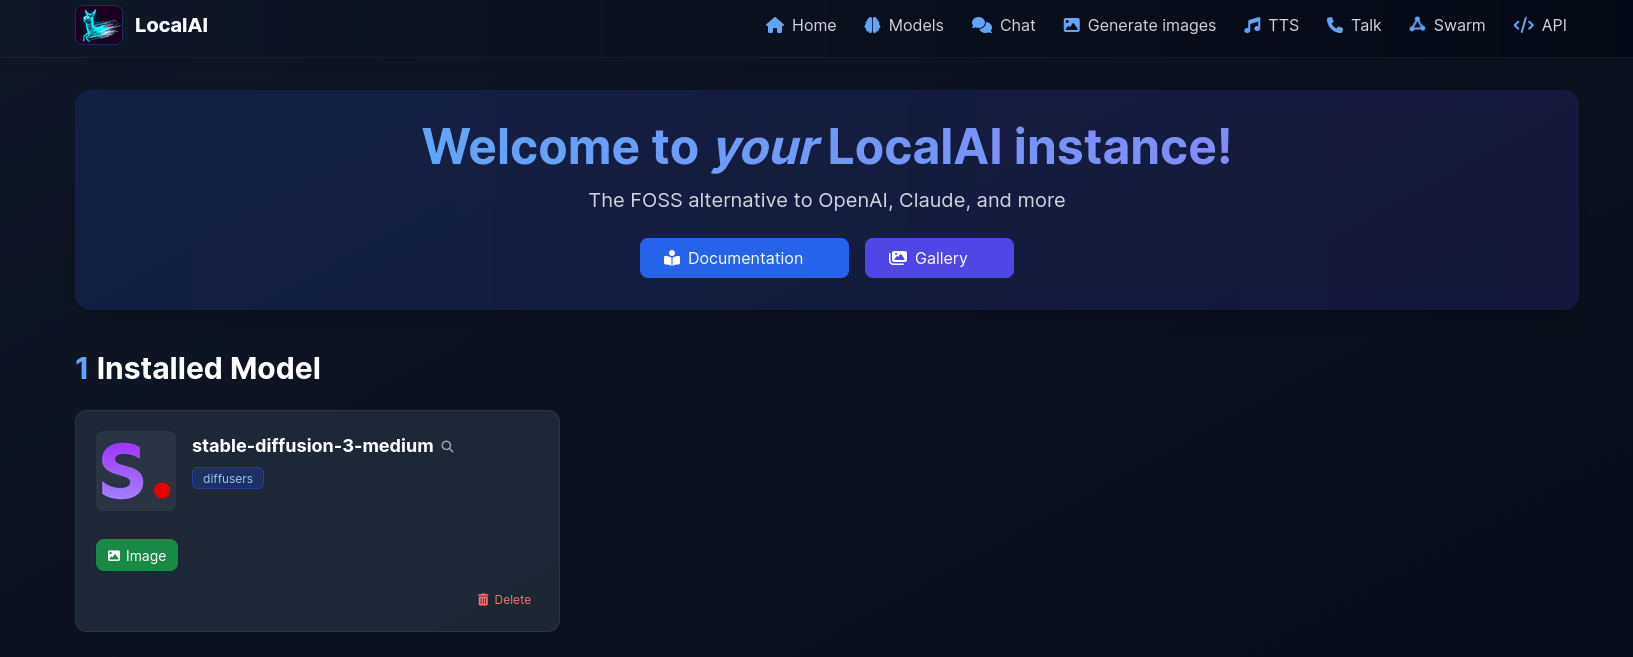 LocalAI
Home Models Chat Generate images TTS Talk Swarm API
Welcome to your LocalAI instance!
The FOSS alternative to OpenAI, Claude, and more
Documentation Gallery
1 Installed Model
S.
stable-diffusion-3-medium
diffusers
Image
Delete